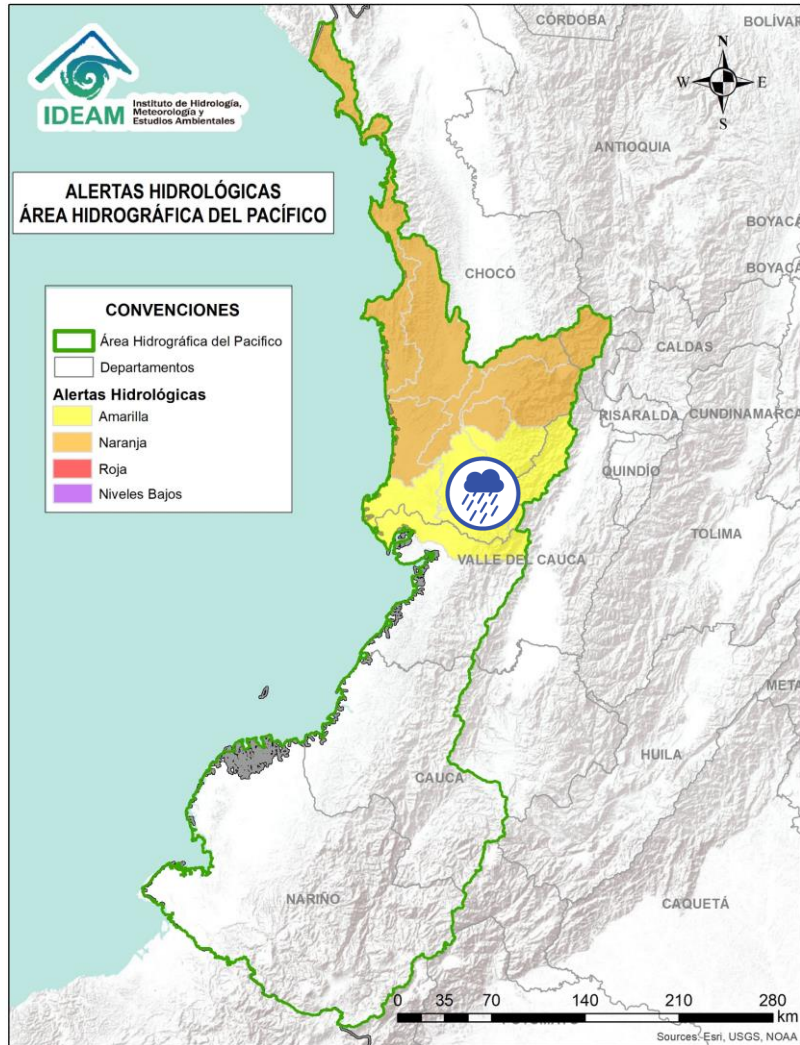 CÓRDOBA
BOLÍVAR
N
W E
S
IDEAM
Instituto de Hidrología,
Meteorología y
Estudios Ambientales
ANTIOQUIA
ALERTAS HIDROLÓGICAS
ÁREA HIDROGRÁFICA DEL PACÍFICO
BOYACÁ
BOYACÁ
CHOCÓ
CONVENCIONES
Área Hidrográfica del Pacifico
Departamentos
Alertas Hidrológicas
Amarilla
Naranja
Roja
Niveles Bajos
CALDAS
RISARALDA
CUNDINAMARCA
QUINDÍO
TOLIMA
VALLE DEL CAUCA
META
HUILA
CAUCA
NARIÑO
CAQUETÁ
0 35 70 140 210 280
km
Sources: Esri, USGS, NOAA